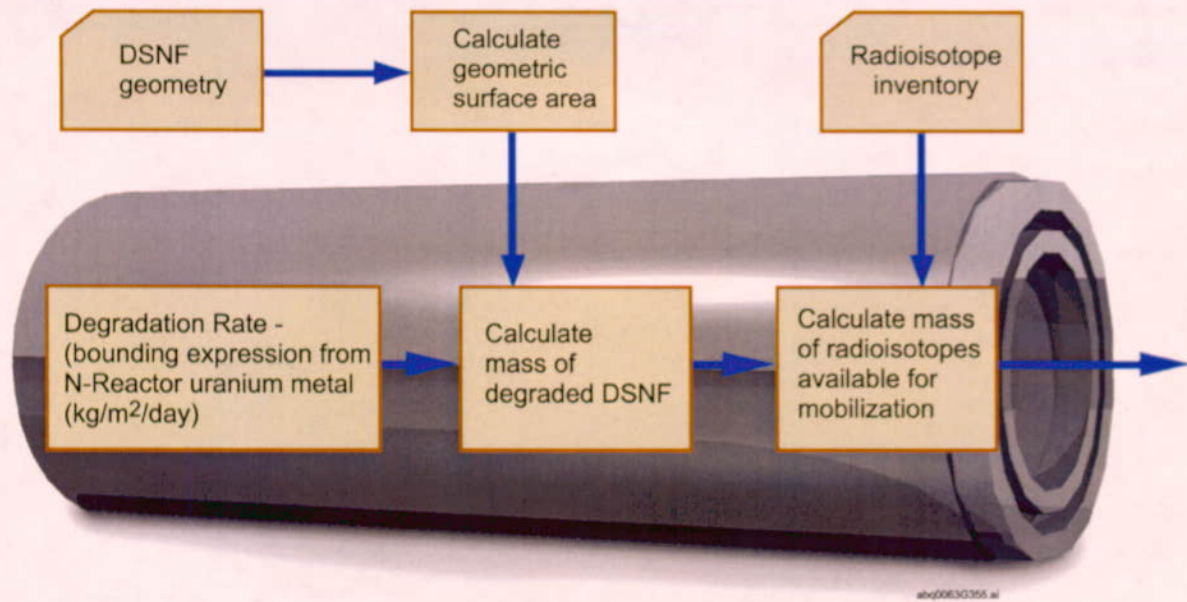 DSNF
geometry
Calculate
geometric
surface area
Radioisotope
inventory
Degradation Rate -
(bounding expression from
N-Reactor uranium metal
(kg/m²/day)
Calculate
mass of
degraded DSNF
Calculate mass
of radioisotopes
available for
mobilization
abq0063G355.ai